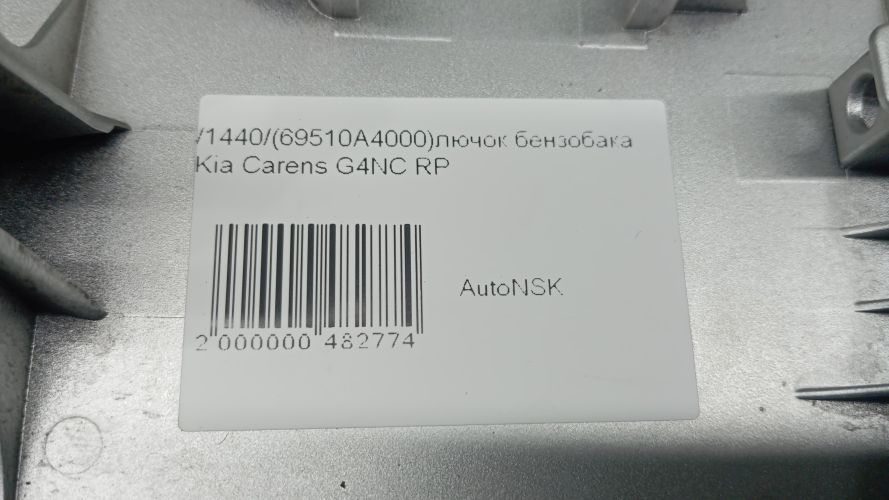 /1440/(69510A4000)лючок бензобака
Kia Carens G4NC RP
AutoNSK
2 000000 482774